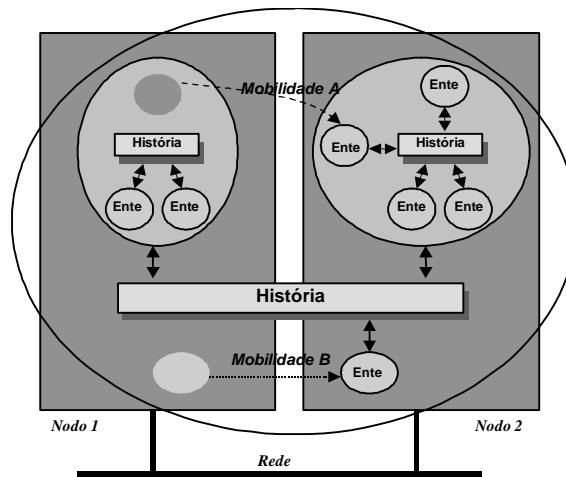 Ente
Mobilidade A
História
Ente
História
Ente
Ente
Ente
Ente
História
Mobilidade B
Ente
Nodo 1
Nodo 2
Rede